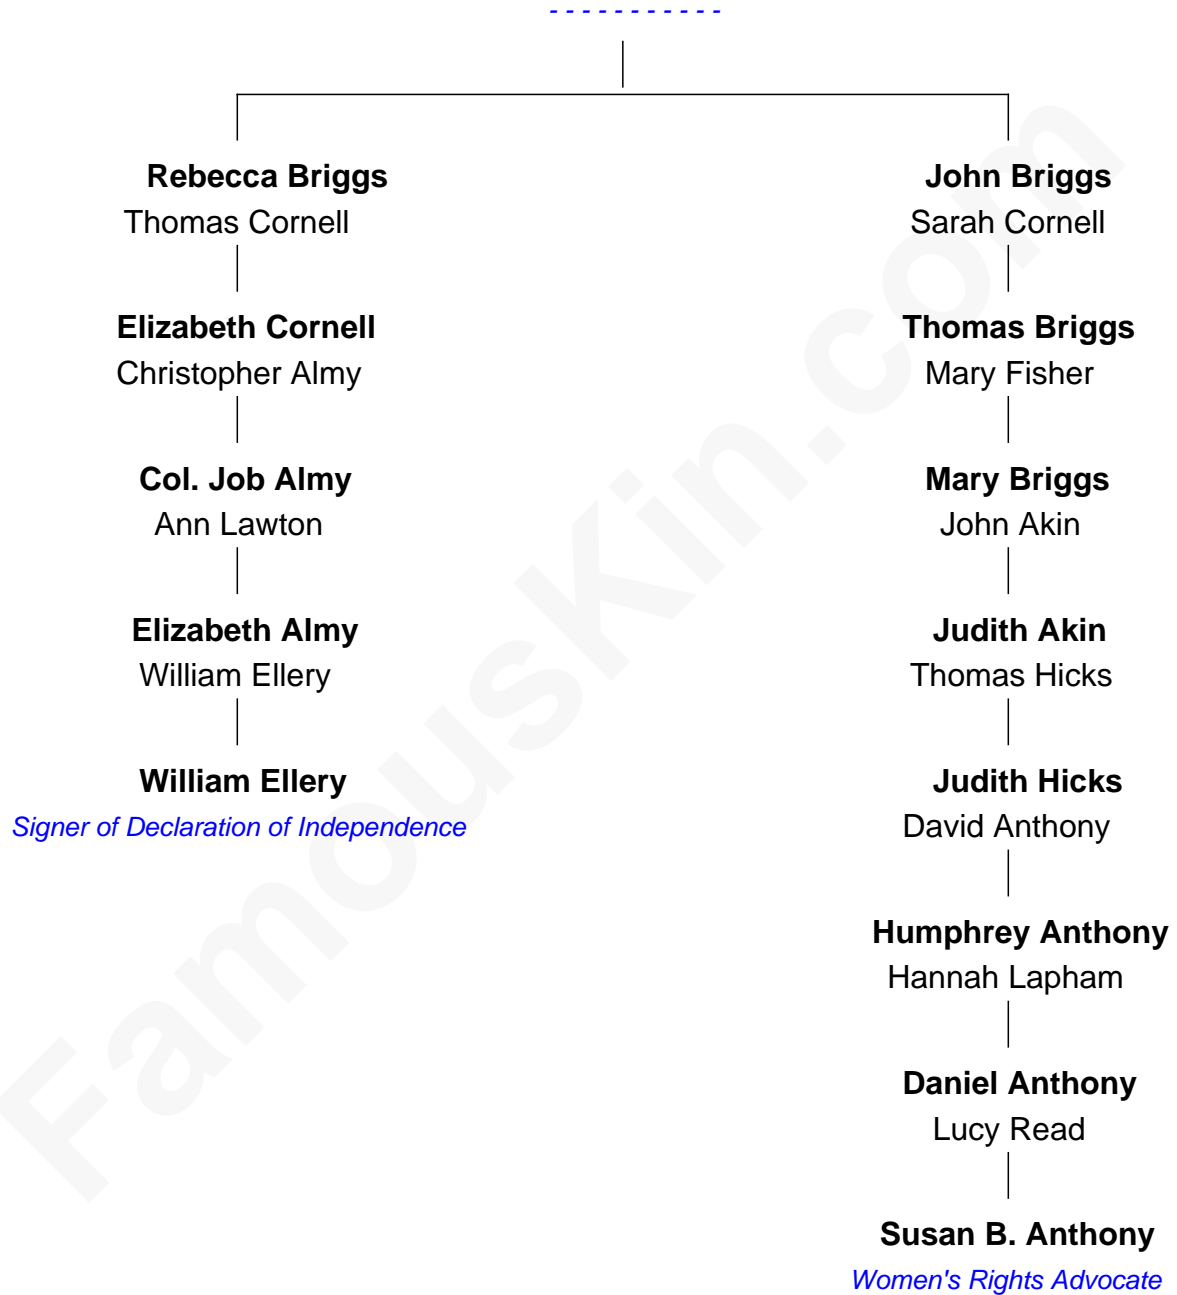 - - - - - - - - - - -
Rebecca Briggs
Thomas Cornell
Elizabeth Cornell
Christopher Almy
Col. Job Almy
Ann Lawton
Elizabeth Almy
William Ellery
William Ellery
Signer of Declaration of Independence
John Briggs
Sarah Cornell
Thomas Briggs
Mary Fisher
Mary Briggs
John Akin
Judith Akin
Thomas Hicks
Judith Hicks
David Anthony
Humphrey Anthony
Hannah Lapham
Daniel Anthony
Lucy Read
Susan B. Anthony
Women's Rights Advocate
FamousKin.com